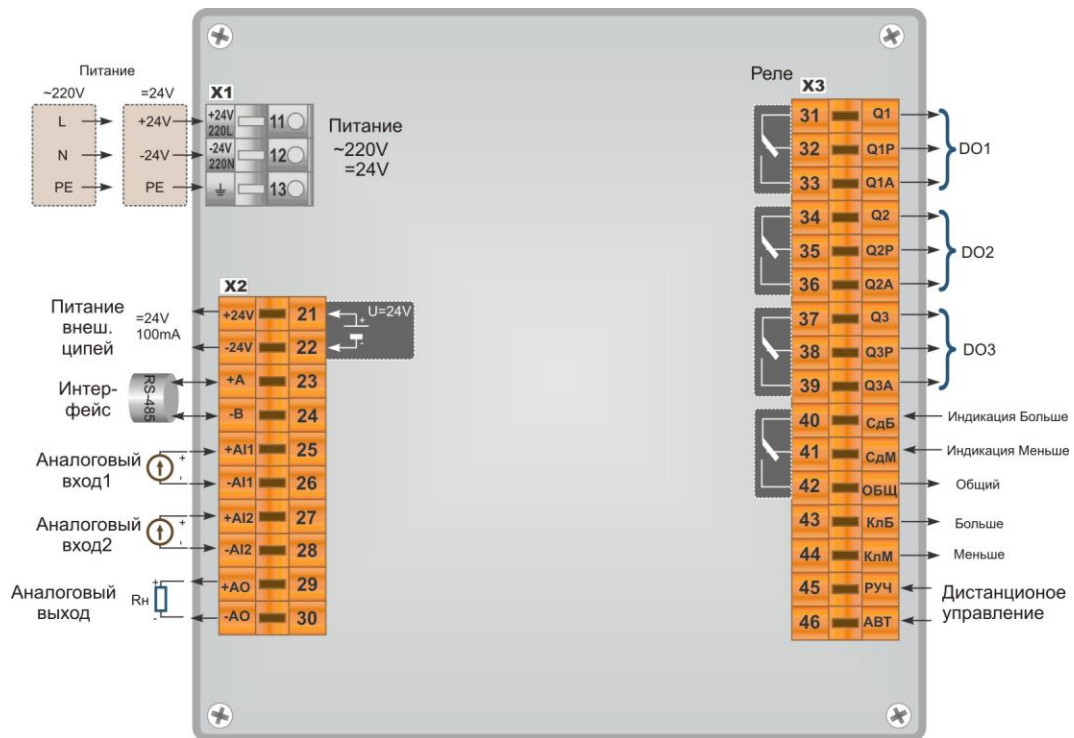 Питание
~220V
=24V
L
+24V
N
-24V
PE
PE
X1
+24V
220L
11
-24V
220N
12
13
Питание
~220V
=24V
X2
Питание
внеш.
ципей
=24V
100mA
+24V
21
-24V
22
U=24V
+
-
Интер-
фейс
RS-485
+A
23
-B
24
Аналоговый
вход1
+
-
+AI1
25
-AI1
26
Аналоговый
вход2
+
-
+AI2
27
-AI2
28
Аналоговый
выход
Rн
+
-
+AO
29
-AO
30
Реле
X3
31
Q1
32
Q1P
33
Q1A
DO1
34
Q2
35
Q2P
36
Q2A
DO2
37
Q3
38
Q3P
39
Q3A
DO3
40
СдБ
Индикация Больше
41
СдМ
Индикация Меньше
42
ОБЩ
Общий
43
КлБ
Больше
44
КлМ
Меньше
45
РУЧ
46
АВТ
Дистанционое
управление